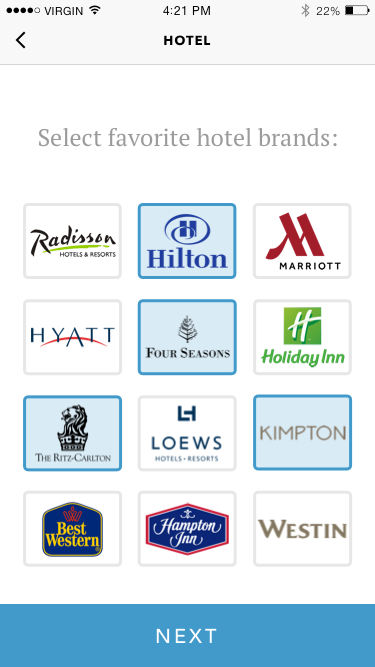 VIRGIN 4:21 PM 22%
HOTEL
Select favorite hotel brands:
Radisson
HOTELS & RESORTS
Hilton
MARRIOTT
HYATT
FOUR SEASONS
Holiday Inn
THE RITZ-CARLTON
LOEWS
HOTELS • RESORTS
KIMPTON
Best
Western
Hampton
Inn
WESTIN
NEXT